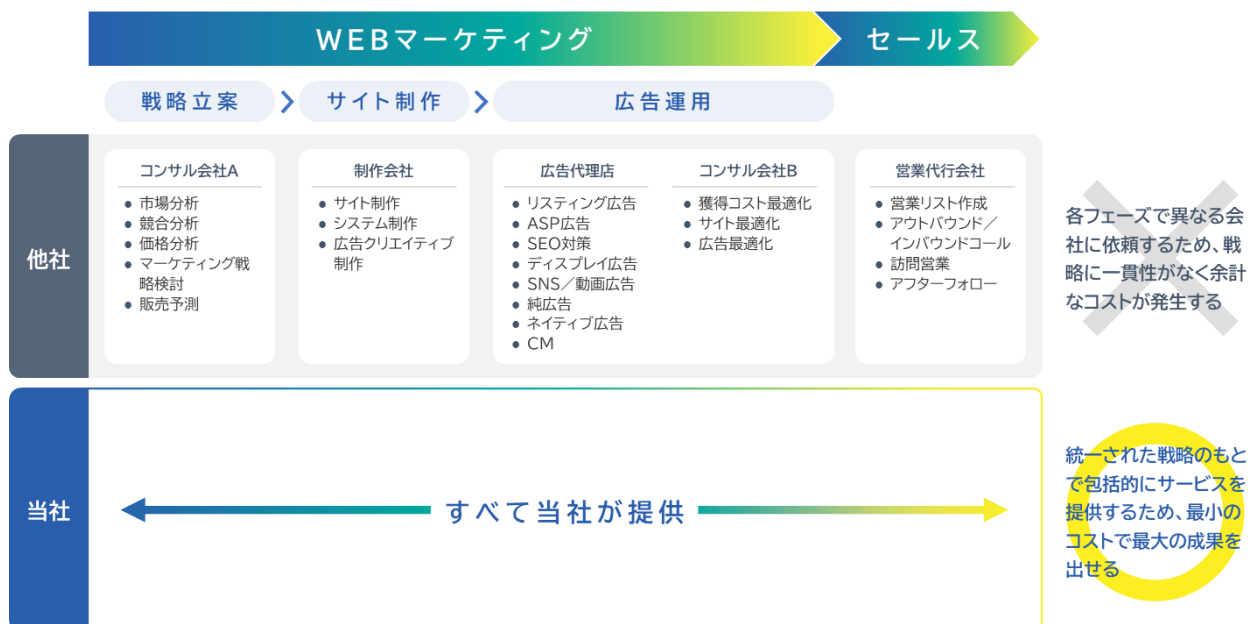 WEBマーケティング
セールス
戦略立案
サイト制作
広告運用
他社
コンサル会社A
● 市場分析
● 競合分析
● 価格分析
● マーケティング戦
略検討
● 販売予測
制作会社
● サイト制作
● システム制作
● 広告クリエイティブ
制作
広告代理店
● リスティング広告
● ASP広告
● SEO対策
● ディスプレイ広告
● SNS／動画広告
● 純広告
● ネイティブ広告
● CM
コンサル会社B
● 獲得コスト最適化
● サイト最適化
● 広告最適化
営業代行会社
● 営業リスト作成
● アウトバウンド／
インバウンドコール
● 訪問営業
● アフターフォロー
各フェーズで異なる会
社に依頼するため、戦
略に一貫性がなく余計
なコストが発生する
当社
すべて当社が提供
統一された戦略のもと
で包括的にサービスを
提供するため、最小の
コストで最大の成果を
出せる